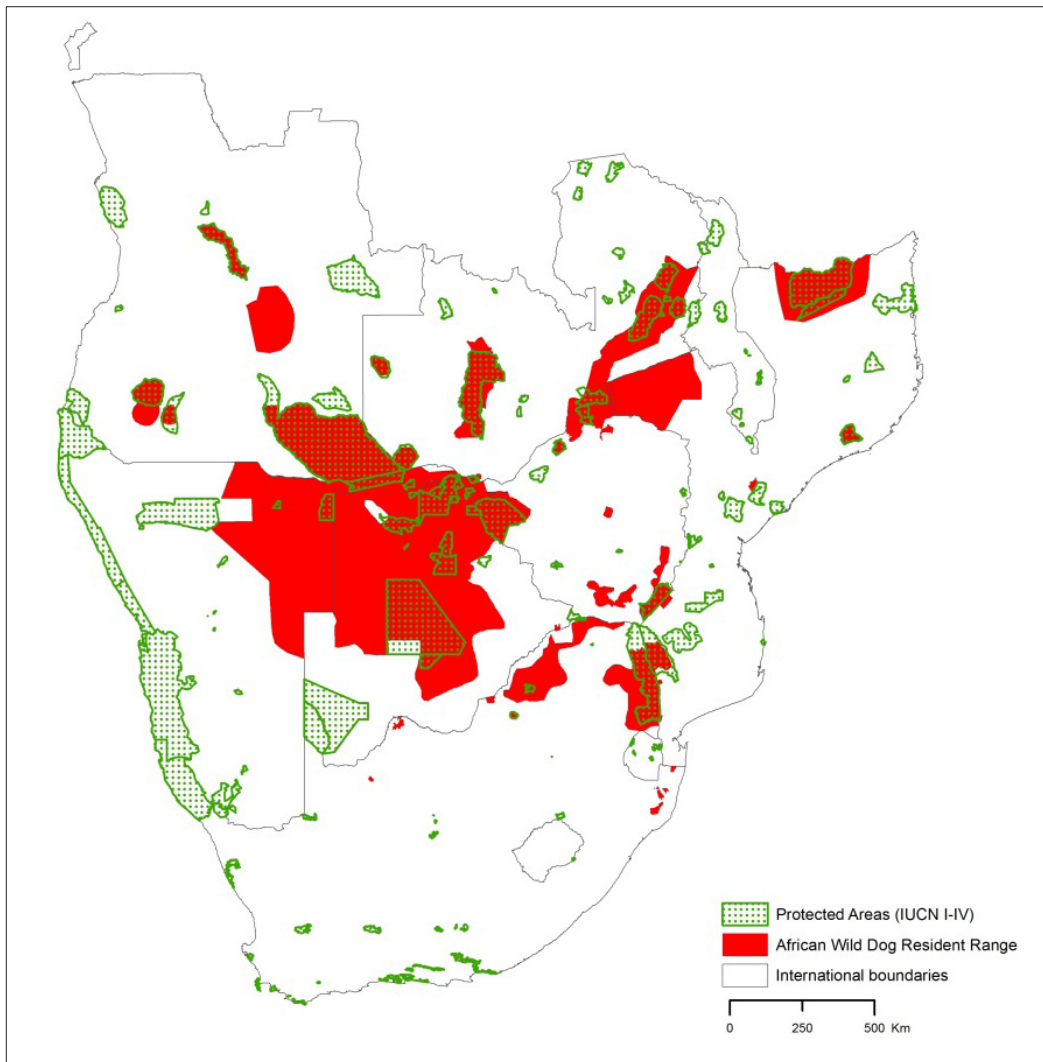 Protected Areas (IUCN I-IV)
African Wild Dog Resident Range
International boundaries
0 250 500 Km